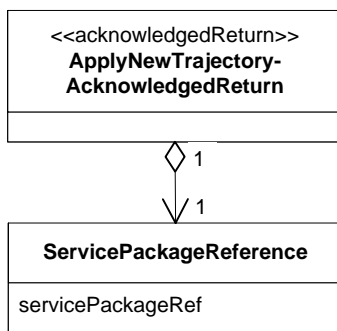 <<acknowledgedReturn>>
ApplyNewTrajectory-
AcknowledgedReturn
1
1
ServicePackageReference
servicePackageRef